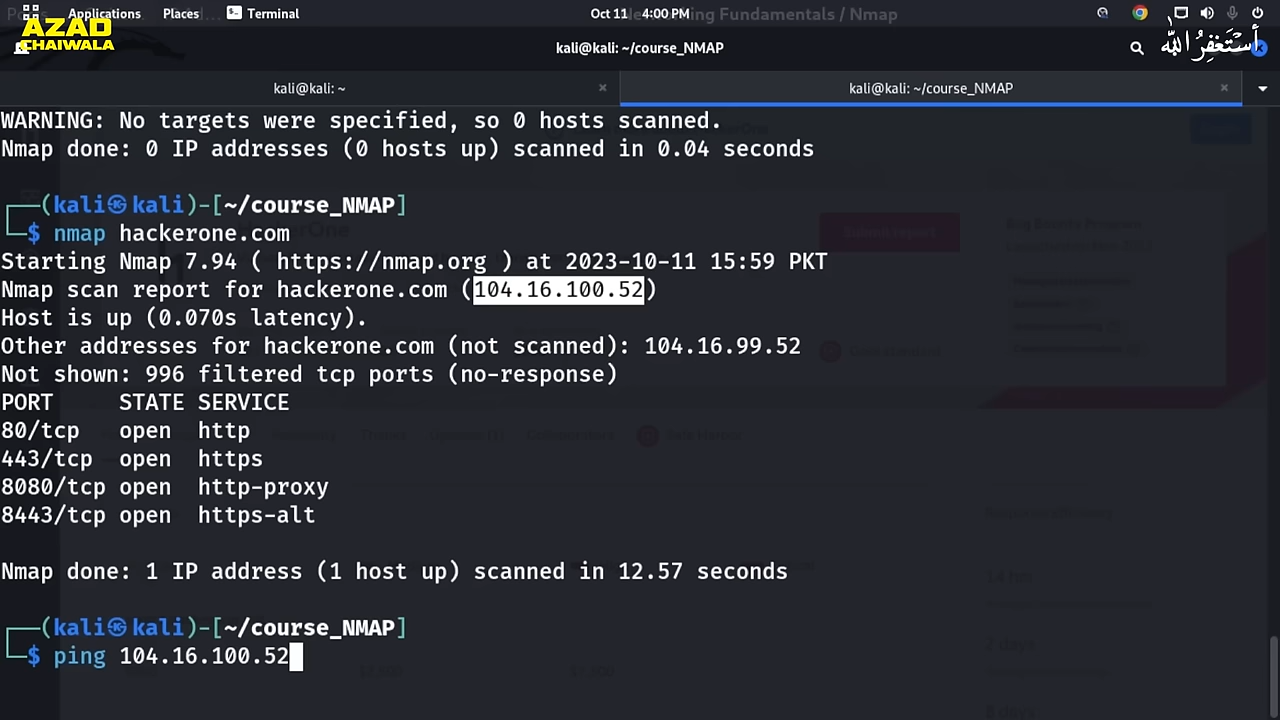 Applications Places Terminal Oct 11 4:00 PM Fundamentals / Nmap
AZAD
CHAIWALA
أستغفر الله
kali@kali: ~/course_NMAP
kali@kali: ~ × kali@kali: ~/course_NMAP ×
WARNING: No targets were specified, so 0 hosts scanned.
Nmap done: 0 IP addresses (0 hosts up) scanned in 0.04 seconds
(kali㉿kali)-[~/course_NMAP]
$ nmap hackerone.com
Starting Nmap 7.94 ( https://nmap.org ) at 2023-10-11 15:59 PKT
Nmap scan report for hackerone.com (104.16.100.52)
Host is up (0.070s latency).
Other addresses for hackerone.com (not scanned): 104.16.99.52
Not shown: 996 filtered tcp ports (no-response)
PORT STATE SERVICE
80/tcp open http
443/tcp open https
8080/tcp open http-proxy
8443/tcp open https-alt
Nmap done: 1 IP address (1 host up) scanned in 12.57 seconds
(kali㉿kali)-[~/course_NMAP]
$ ping 104.16.100.52